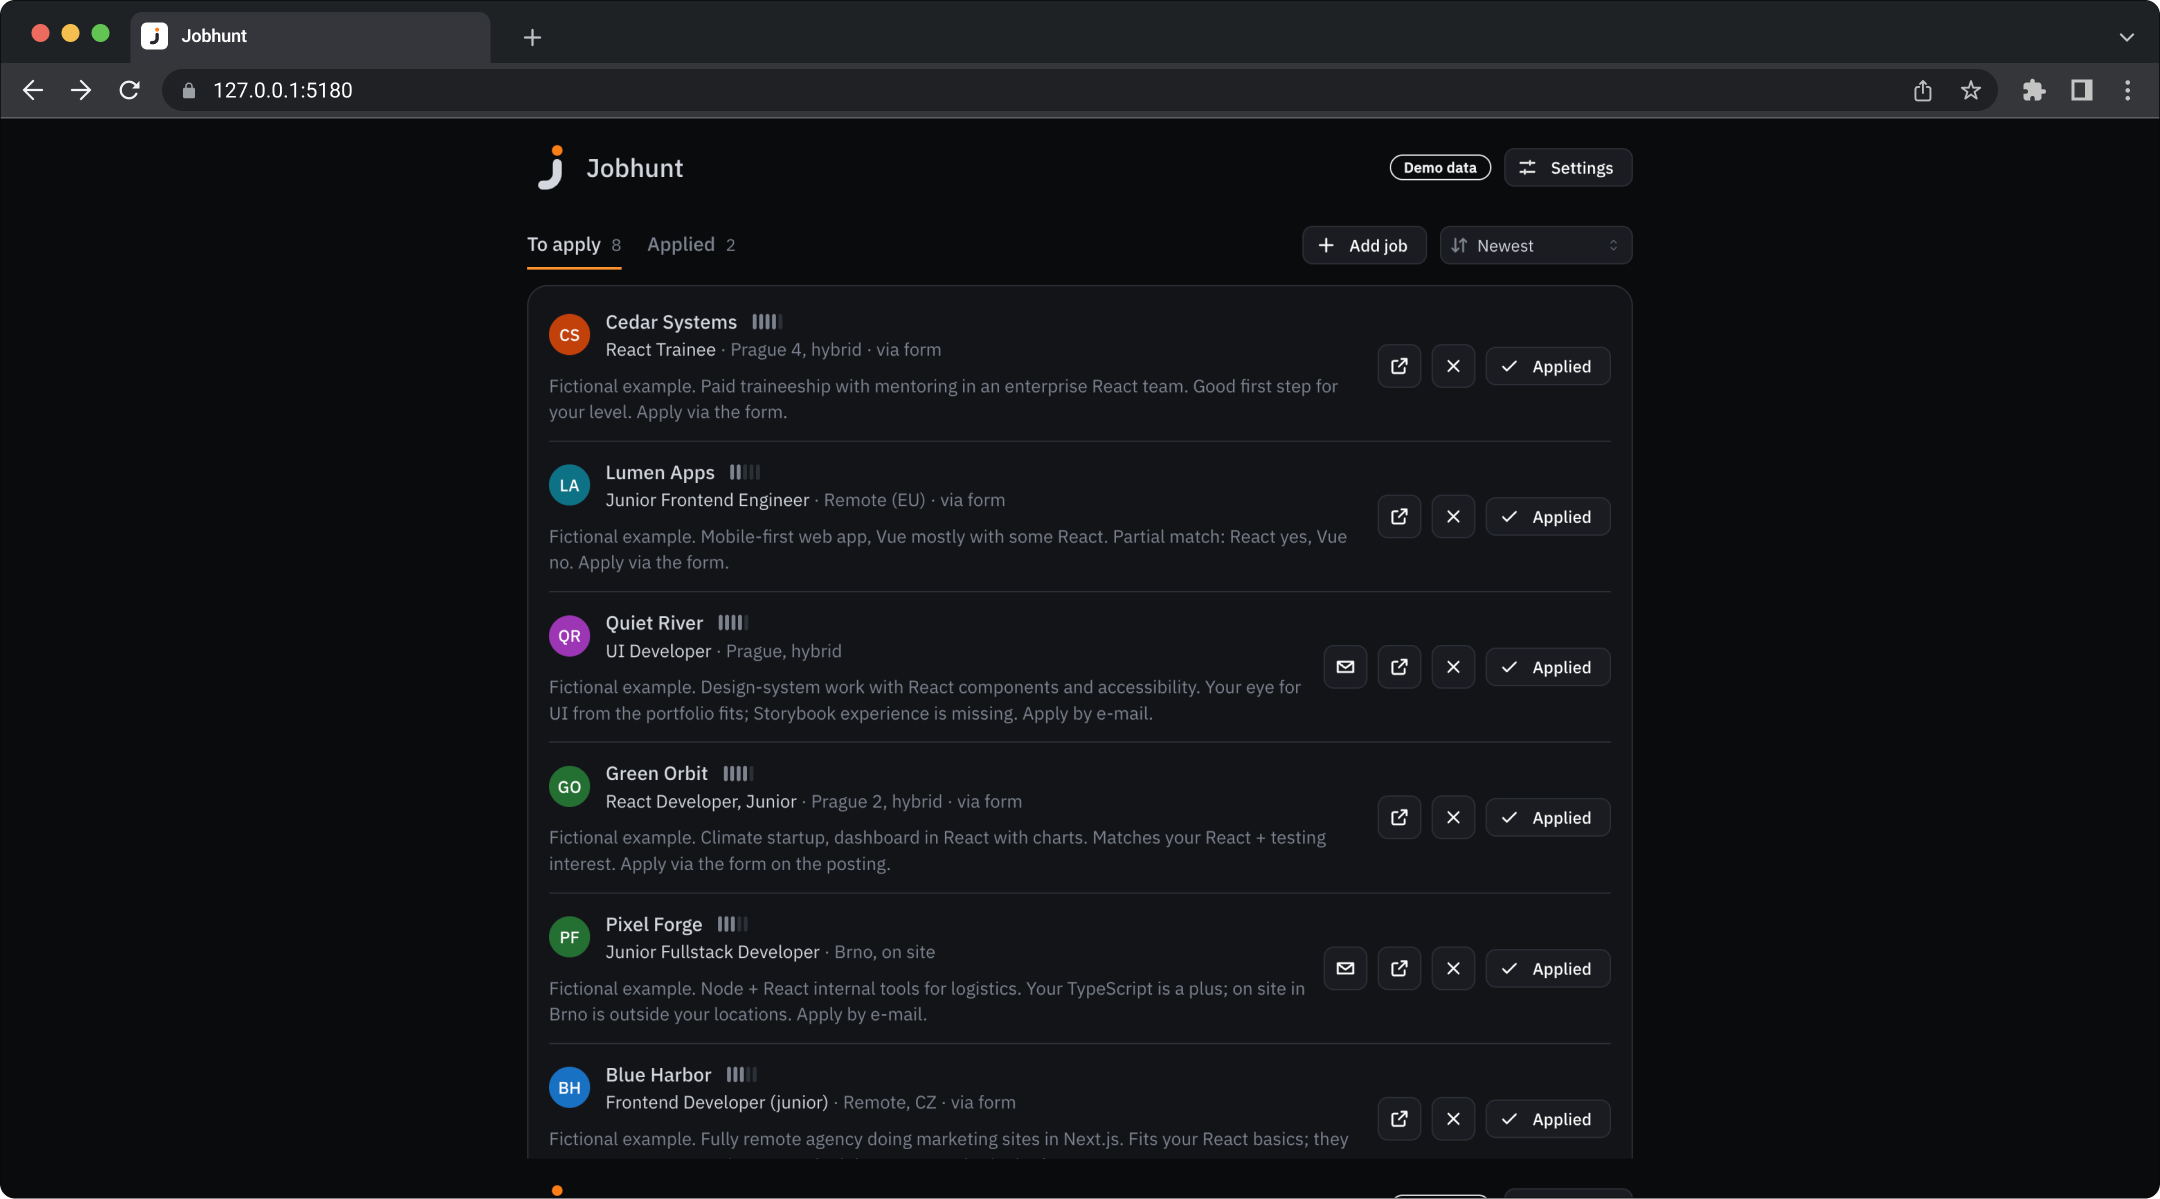 Jobhunt
127.0.0.1:5180
Jobhunt
Demo data
Settings
To apply 8
Applied 2
Add job
Newest
CS
Cedar Systems
React Trainee · Prague 4, hybrid · via form
Fictional example. Paid traineeship with mentoring in an enterprise React team. Good first step for
your level. Apply via the form.
Applied
LA
Lumen Apps
Junior Frontend Engineer · Remote (EU) · via form
Fictional example. Mobile-first web app, Vue mostly with some React. Partial match: React yes, Vue
no. Apply via the form.
Applied
QR
Quiet River
UI Developer · Prague, hybrid
Fictional example. Design-system work with React components and accessibility. Your eye for
UI from the portfolio fits; Storybook experience is missing. Apply by e-mail.
Applied
GO
Green Orbit
React Developer, Junior · Prague 2, hybrid · via form
Fictional example. Climate startup, dashboard in React with charts. Matches your React + testing
interest. Apply via the form on the posting.
Applied
PF
Pixel Forge
Junior Fullstack Developer · Brno, on site
Fictional example. Node + React internal tools for logistics. Your TypeScript is a plus; on site in
Brno is outside your locations. Apply by e-mail.
Applied
BH
Blue Harbor
Frontend Developer (junior) · Remote, CZ · via form
Fictional example. Fully remote agency doing marketing sites in Next.js. Fits your React basics; they
Applied